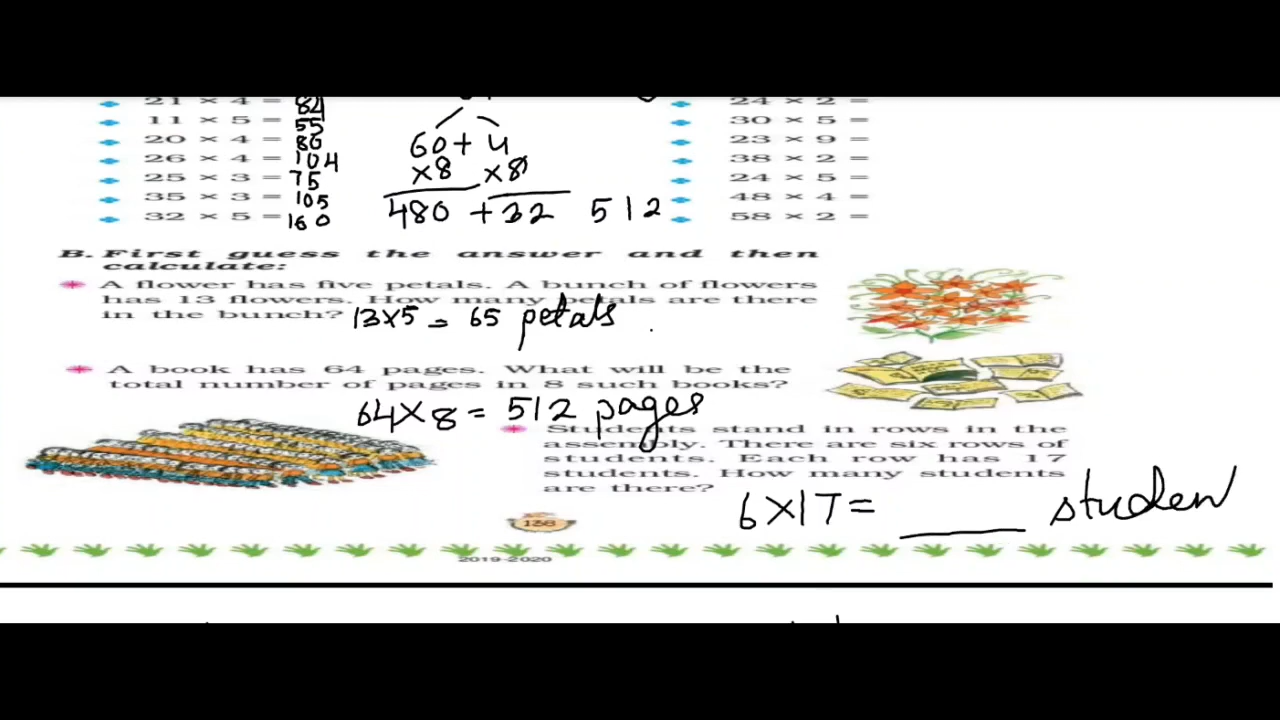 21 × 4 = 84
11 × 5 = 55
20 × 4 = 80
26 × 4 = 104
25 × 3 = 75
35 × 3 = 105
32 × 5 = 160
60 + 4
×8 ×8
480 + 32 512
24 × 2 =
30 × 5 =
23 × 9 =
38 × 2 =
24 × 5 =
48 × 4 =
58 × 2 =
B. First guess the answer and then
calculate:
A flower has five petals. A bunch of flowers
has 13 flowers. How many petals are there
in the bunch? 13×5 = 65 petals
A book has 64 pages. What will be the
total number of pages in 8 such books?
64×8 = 512 pages
Students stand in rows in the
assembly. There are six rows of
students. Each row has 17
students. How many students
are there?
6×17= ____ studen
138
2019-2020